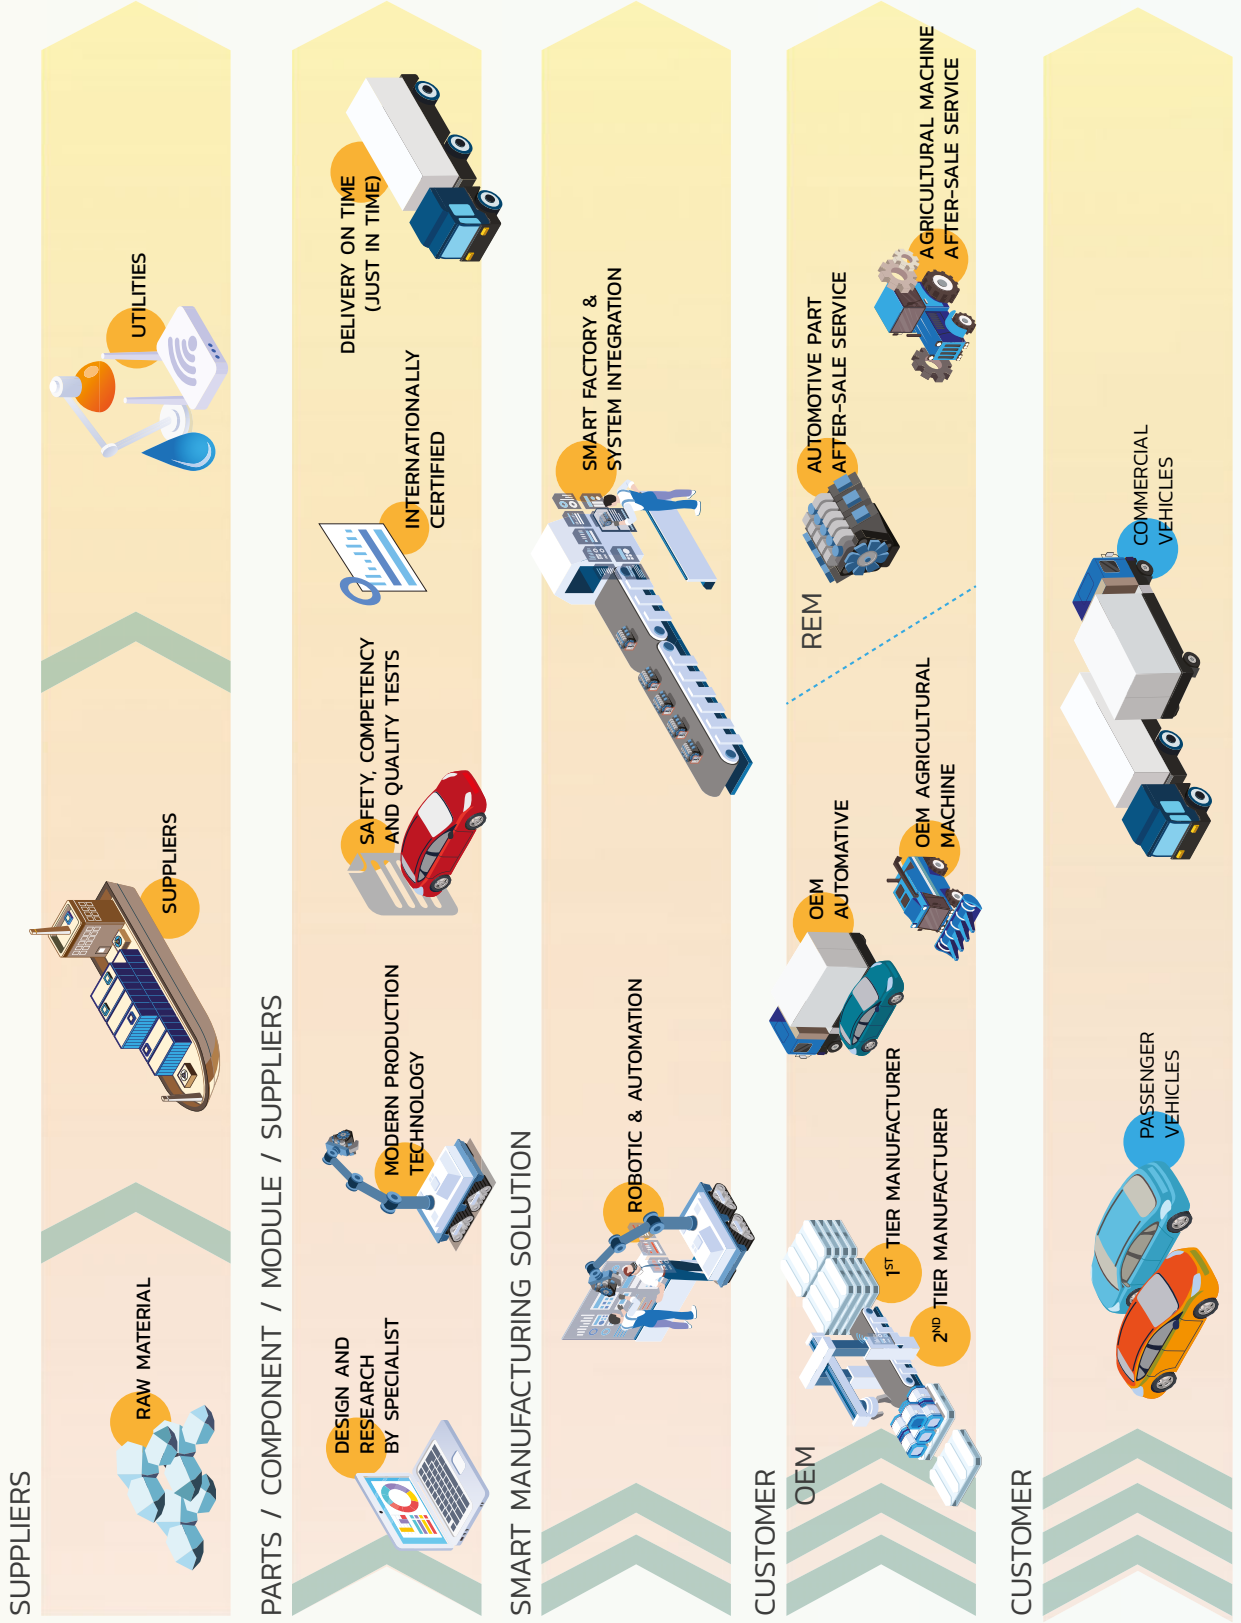 SUPPLIERS
RAW MATERIAL
SUPPLIERS
UTILITIES
PARTS / COMPONENT / MODULE / SUPPLIERS
DESIGN AND
RESEARCH
BY SPECIALIST
MODERN PRODUCTION
TECHNOLOGY
SAFETY, COMPETENCY
AND QUALITY TESTS
INTERNATIONALLY
CERTIFIED
DELIVERY ON TIME
(JUST IN TIME)
SMART MANUFACTURING SOLUTION
ROBOTIC & AUTOMATION
SMART FACTORY &
SYSTEM INTEGRATION
CUSTOMER
OEM
1ST TIER MANUFACTURER
2ND TIER MANUFACTURER
OEM
AUTOMATIVE
OEM AGRICULTURAL
MACHINE
REM
AUTOMOTIVE PART
AFTER-SALE SERVICE
AGRICULTURAL MACHINE
AFTER-SALE SERVICE
CUSTOMER
PASSENGER
VEHICLES
COMMERCIAL
VEHICLES